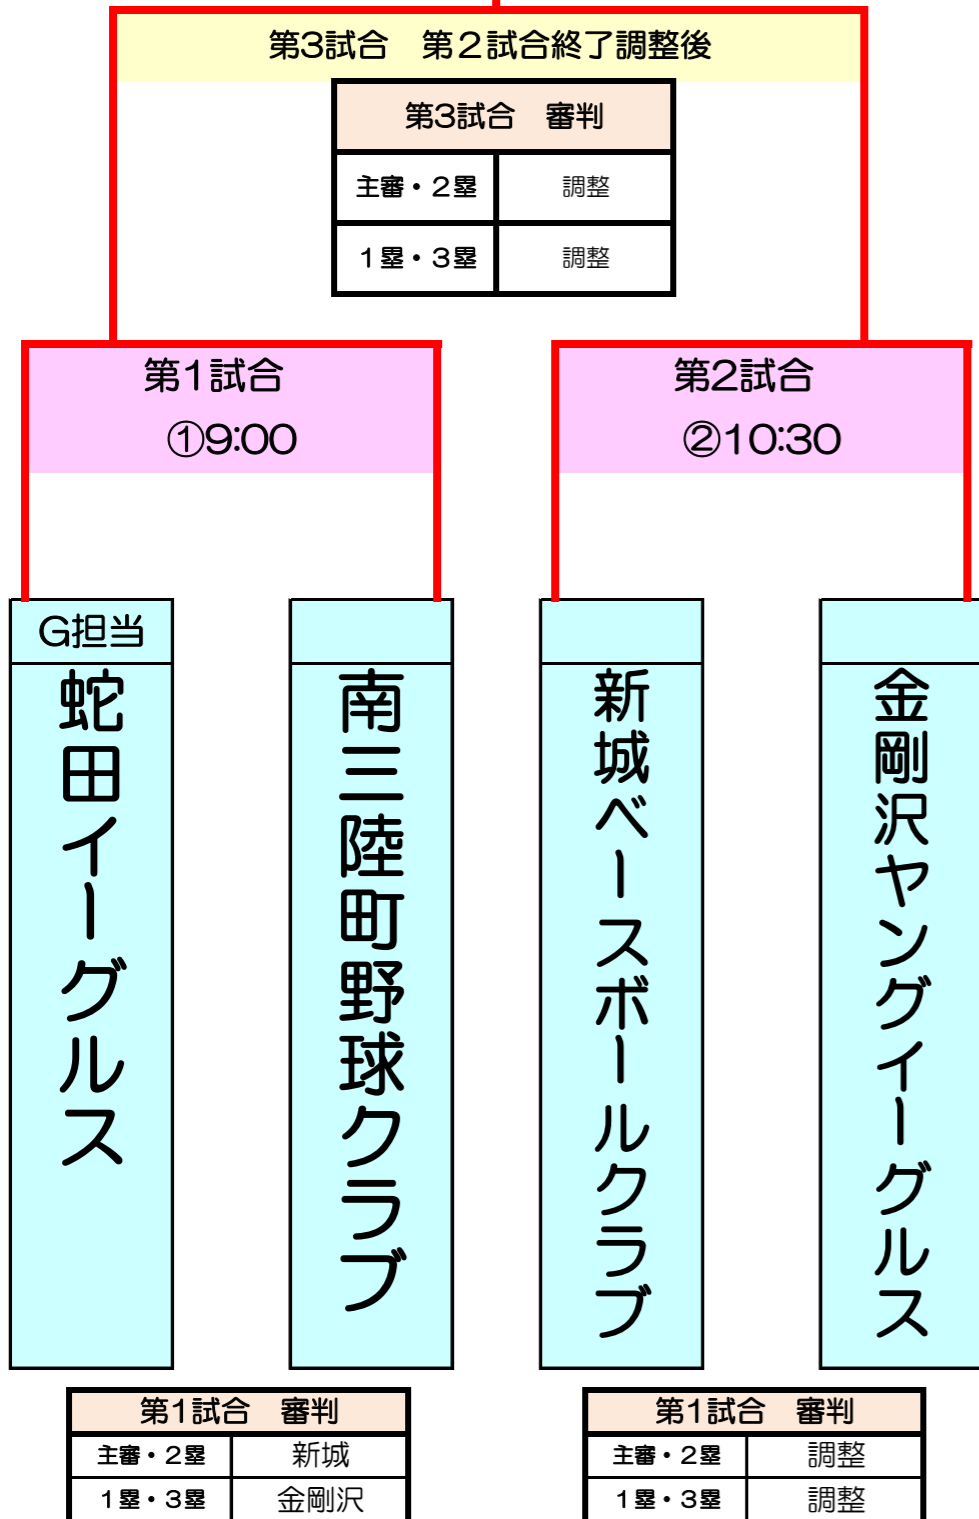 第3試合　第２試合終了調整後
第3試合　審判
主審・２塁　調整
１塁・３塁　調整
第1試合
①9:00
第2試合
②10:30
G担当
蛇田イーグルス
南三陸町野球クラブ
新城ベースボールクラブ
金剛沢ヤングイーグルス
第1試合　審判
主審・２塁　新城
１塁・３塁　金剛沢
第1試合　審判
主審・２塁　調整
１塁・３塁　調整